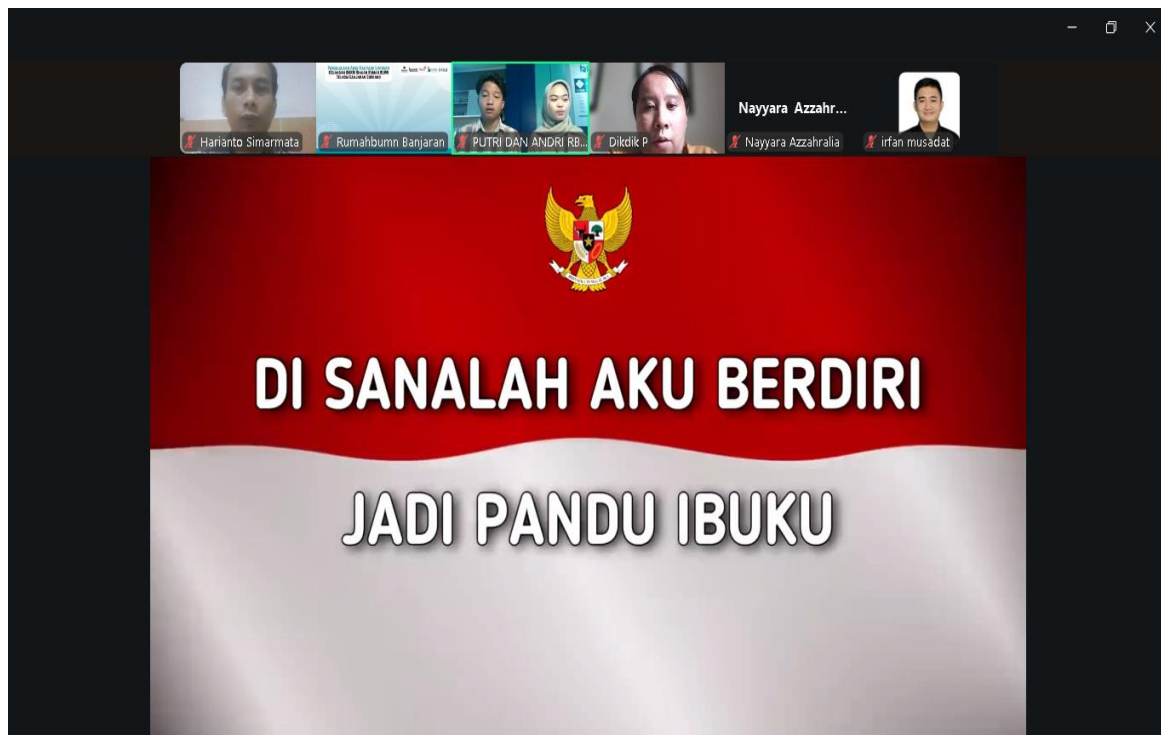 Nayyara Azzahr...
Harianto Simarmata
Rumahbumn Banjaran
PUTRI DAN ANDRI RB...
Dikdik P
Nayyara Azzahralia
irfan musadat
DI SANALAH AKU BERDIRI
JADI PANDU IBUKU